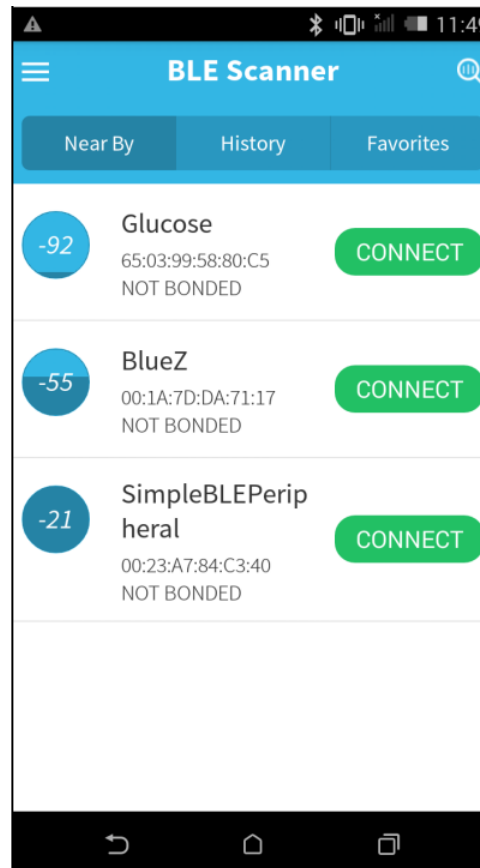 11:49
BLE Scanner
Near By History Favorites
-92
Glucose
65:03:99:58:80:C5
NOT BONDED
CONNECT
-55
BlueZ
00:1A:7D:DA:71:17
NOT BONDED
CONNECT
-21
SimpleBLEPerip
heral
00:23:A7:84:C3:40
NOT BONDED
CONNECT